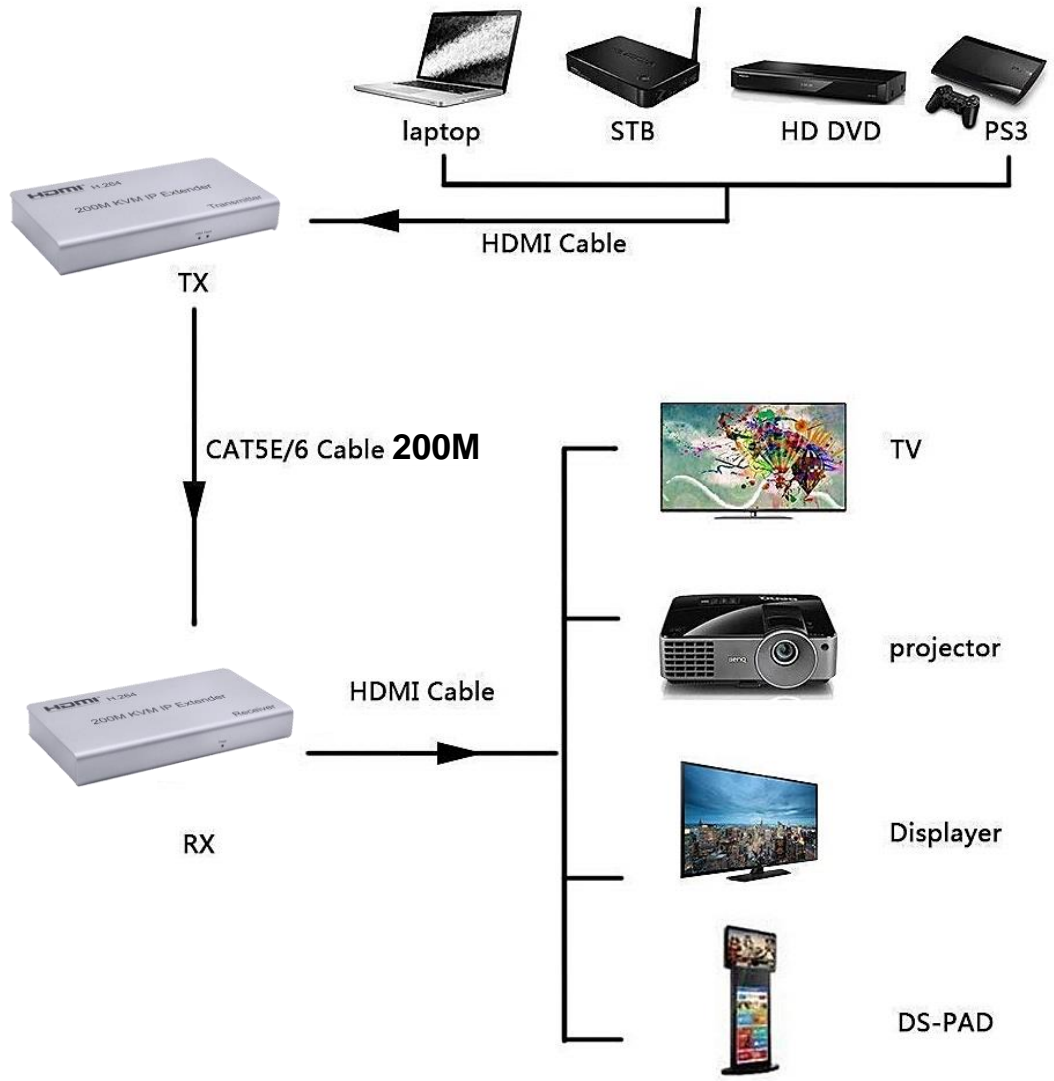 laptop
STB
HD DVD
PS3
HDMI H.264
200M KVM IP Extender
Transmitter
HDMI Cable
TX
CAT5E/6 Cable 200M
TV
BenQ
projector
HDMI H.264
200M KVM IP Extender
Receiver
HDMI Cable
RX
Displayer
DS-PAD